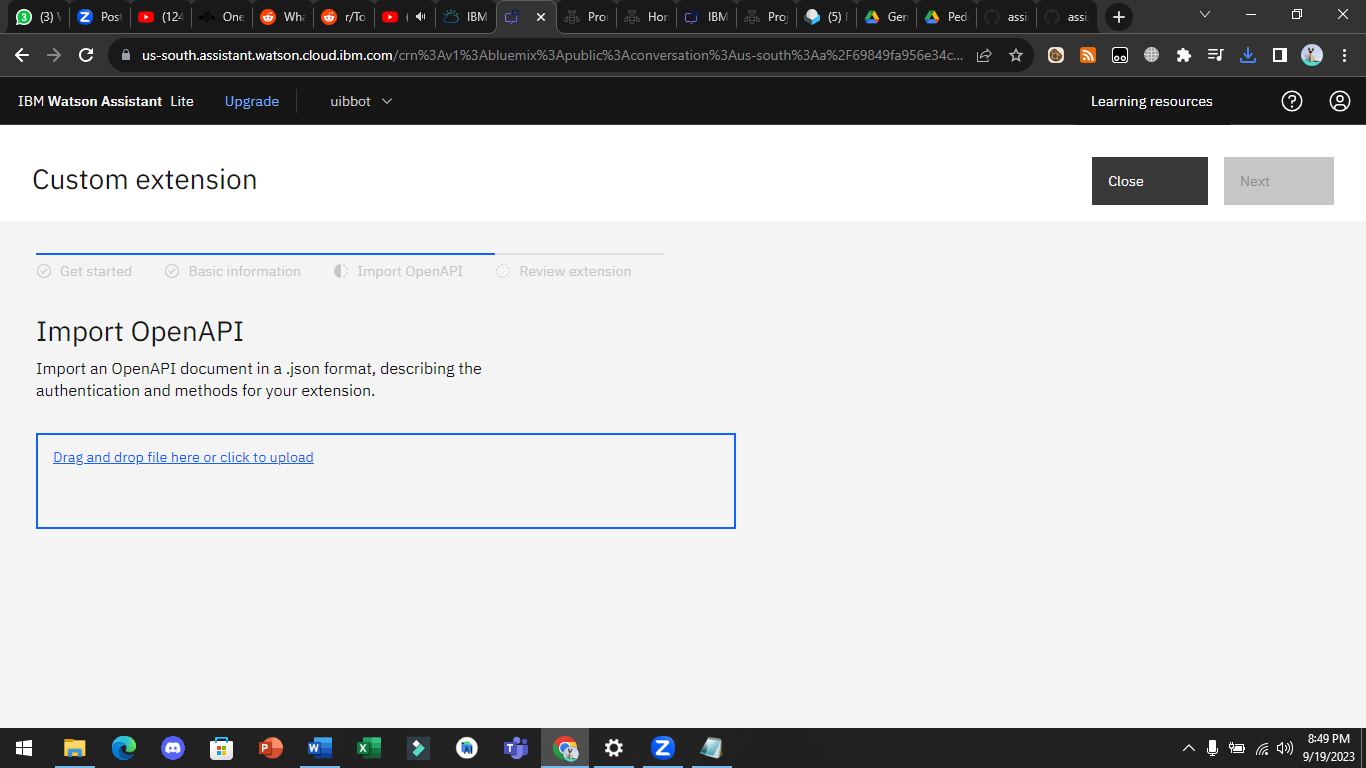 (3) \
Post
(124
One
Wha
r/To
(
IBM
Pro
Hor
IBM
Proj
(5) F
Gen
Ped
assi
assi
us-south.assistant.watson.cloud.ibm.com/crn%3Av1%3Abluemix%3Apublic%3Aconversation%3Aus-south%3Aa%2F69849fa956e34c...
IBM Watson Assistant Lite Upgrade uibbot Learning resources
Custom extension
Close Next
Get started Basic information Import OpenAPI Review extension
Import OpenAPI
Import an OpenAPI document in a .json format, describing the
authentication and methods for your extension.
Drag and drop file here or click to upload
8:49 PM
9/19/2023